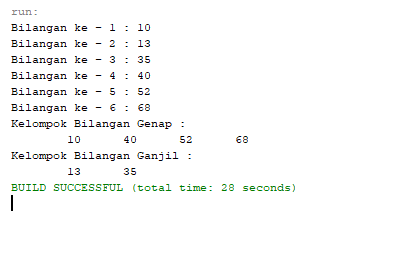 run:
Bilangan ke - 1 : 10
Bilangan ke - 2 : 13
Bilangan ke - 3 : 35
Bilangan ke - 4 : 40
Bilangan ke - 5 : 52
Bilangan ke - 6 : 68
Kelompok Bilangan Genap :
10 40 52 68
Kelompok Bilangan Ganjil :
13 35
BUILD SUCCESSFUL (total time: 28 seconds)